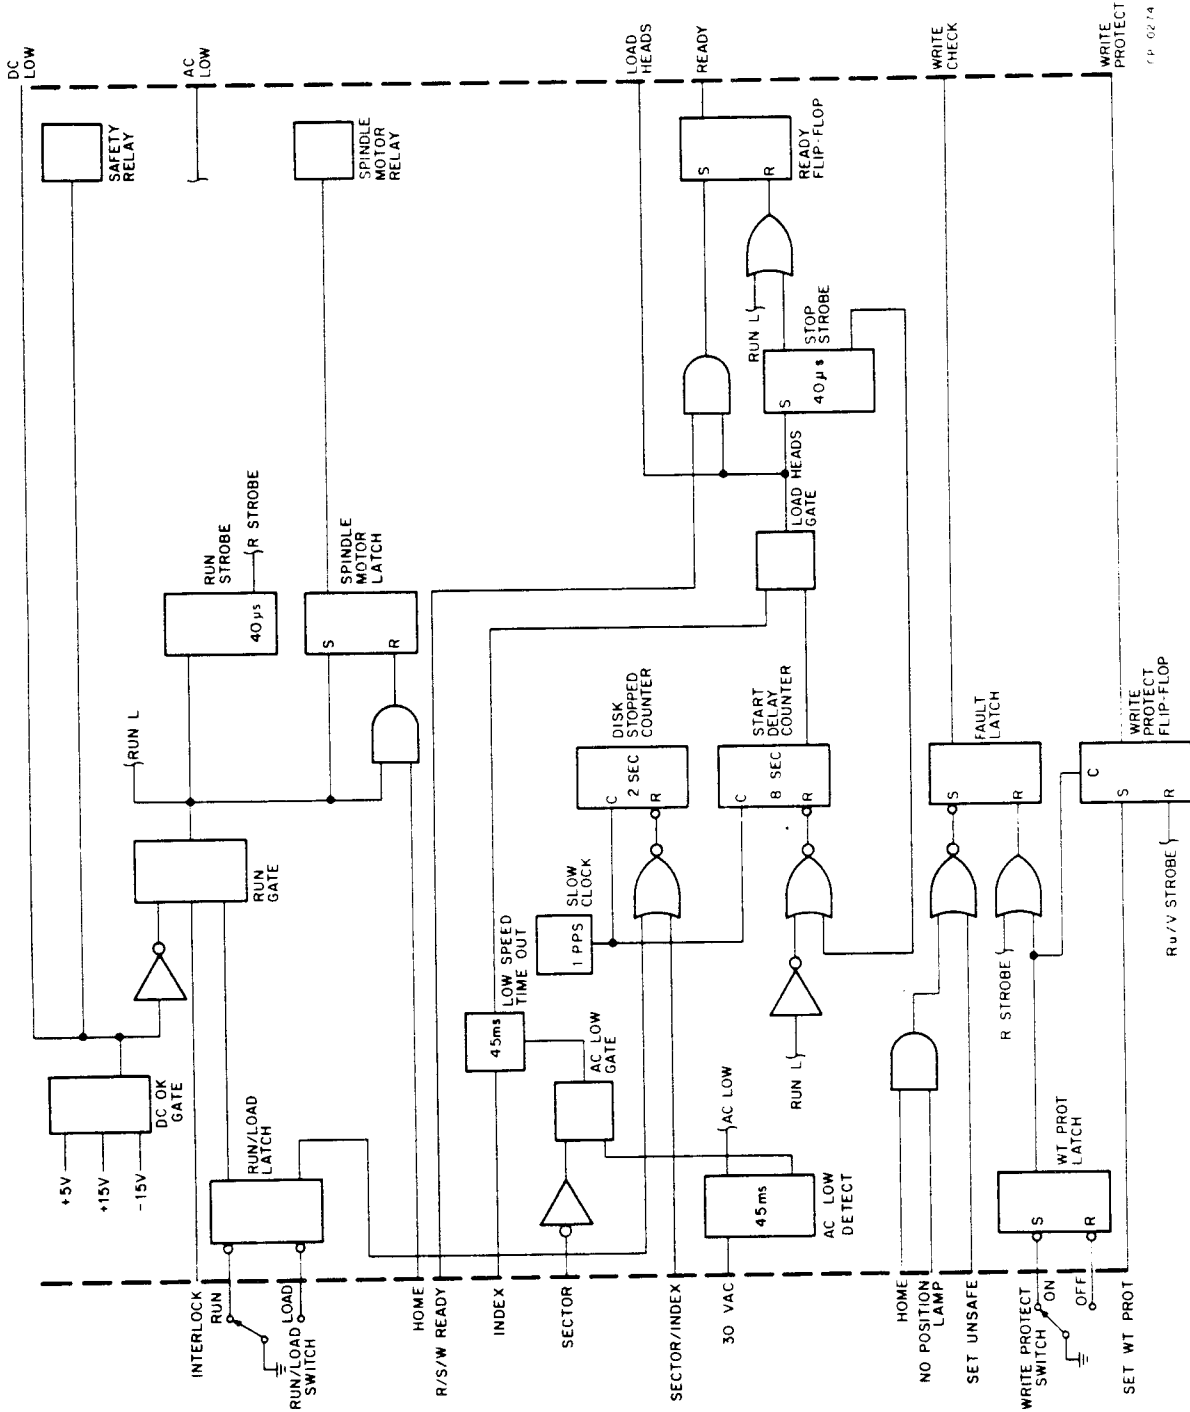 DC
LOW
AC
LOW
LOAD
HEADS
READY
WRITE
CHECK
WRITE
PROTECT
SAFETY
RELAY
SPINDLE
MOTOR
RELAY
READY
FLIP-FLOP
S
R
RUN L
STOP
STROBE
40 µs
S
RUN
STROBE
R STROBE
40 µs
SPINDLE
MOTOR
LATCH
S
R
LOAD
GATE
LOAD HEADS
RUN L
DISK
STOPPED
COUNTER
C
2 SEC
R
START
DELAY
COUNTER
C
8 SEC
R
FAULT
LATCH
S
R
WRITE
PROTECT
FLIP-FLOP
C
S
R
RUN
GATE
SLOW
CLOCK
1 PPS
R STROBE
Ru/V STROBE
LOW SPEED
TIME OUT
45ms
AC LOW
GATE
RUN L
DC OK
GATE
+5V
+15V
-15V
RUN/LOAD
LATCH
AC LOW
45ms
AC LOW
DETECT
WT PROT
LATCH
S
R
INTERLOCK
RUN
LOAD
RUN/LOAD
SWITCH
HOME
R/S/W READY
INDEX
SECTOR
SECTOR/INDEX
30 VAC
HOME
NO POSITION
LAMP
SET UNSAFE
WRITE PROTECT
SWITCH
ON
OFF
SET WT PROT